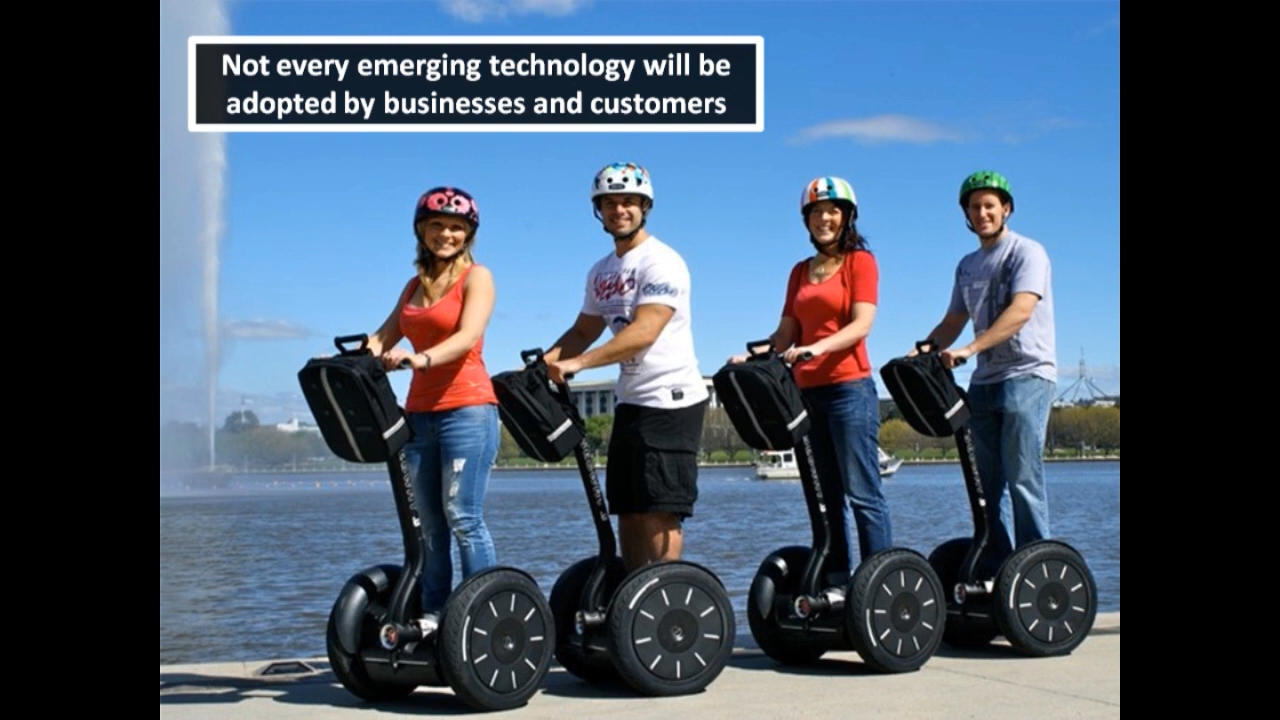 Not every emerging technology will be
adopted by businesses and customers